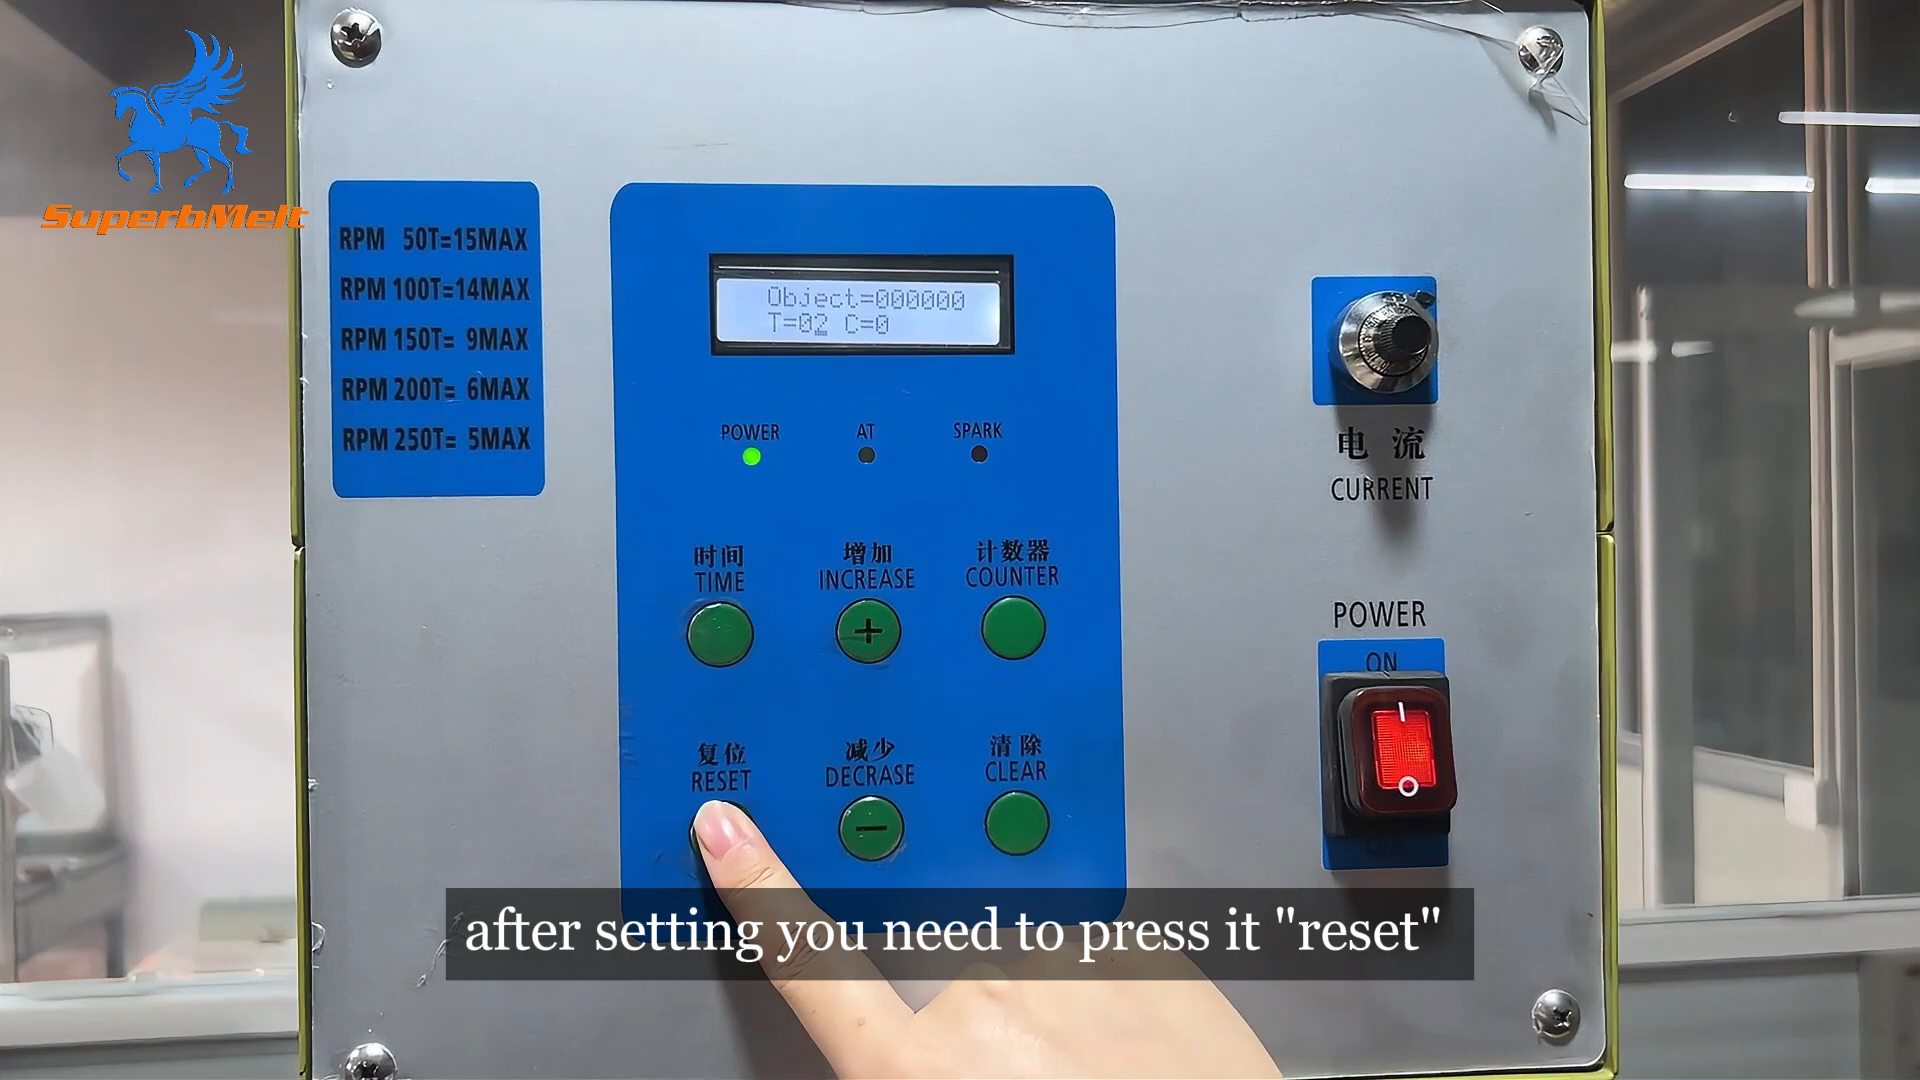 SuperbMelt
RPM 50T=15MAX
RPM 100T=14MAX
RPM 150T= 9MAX
RPM 200T= 6MAX
RPM 250T= 5MAX
Object=000000
T=02 C=0
POWER AT SPARK
时间 增加 计数器
TIME INCREASE COUNTER
+
复位 减少 清除
RESET DECRASE CLEAR
−
电 流
CURRENT
POWER
ON
after setting you need to press it "reset"